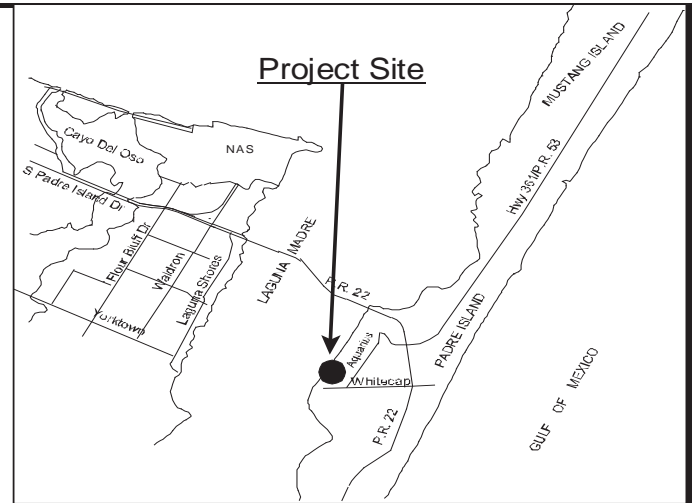 Project Site
MUSTANG ISLAND
Cayo Del Oso
NAS
S Padre Island Dr
Hwy 361/P.R. 53
Flour Bluff Dr
Waldron
Laguna Shores
LAGUNA MADRE
P.R. 22
Yorktown
Aquarius
PADRE ISLAND
Whitecap
P.R. 22
GULF OF MEXICO